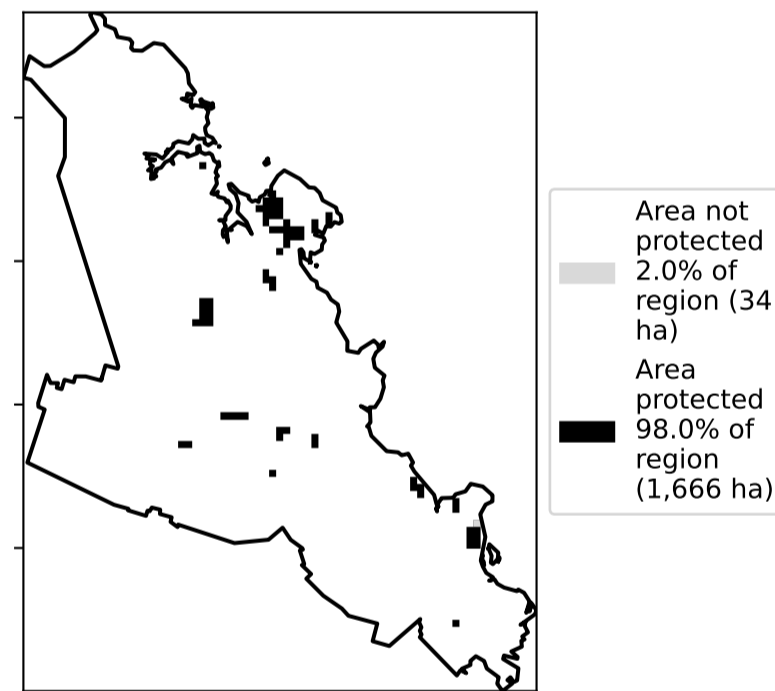 Area not
protected
2.0% of
region (34
ha)
Area
protected
98.0% of
region
(1,666 ha)